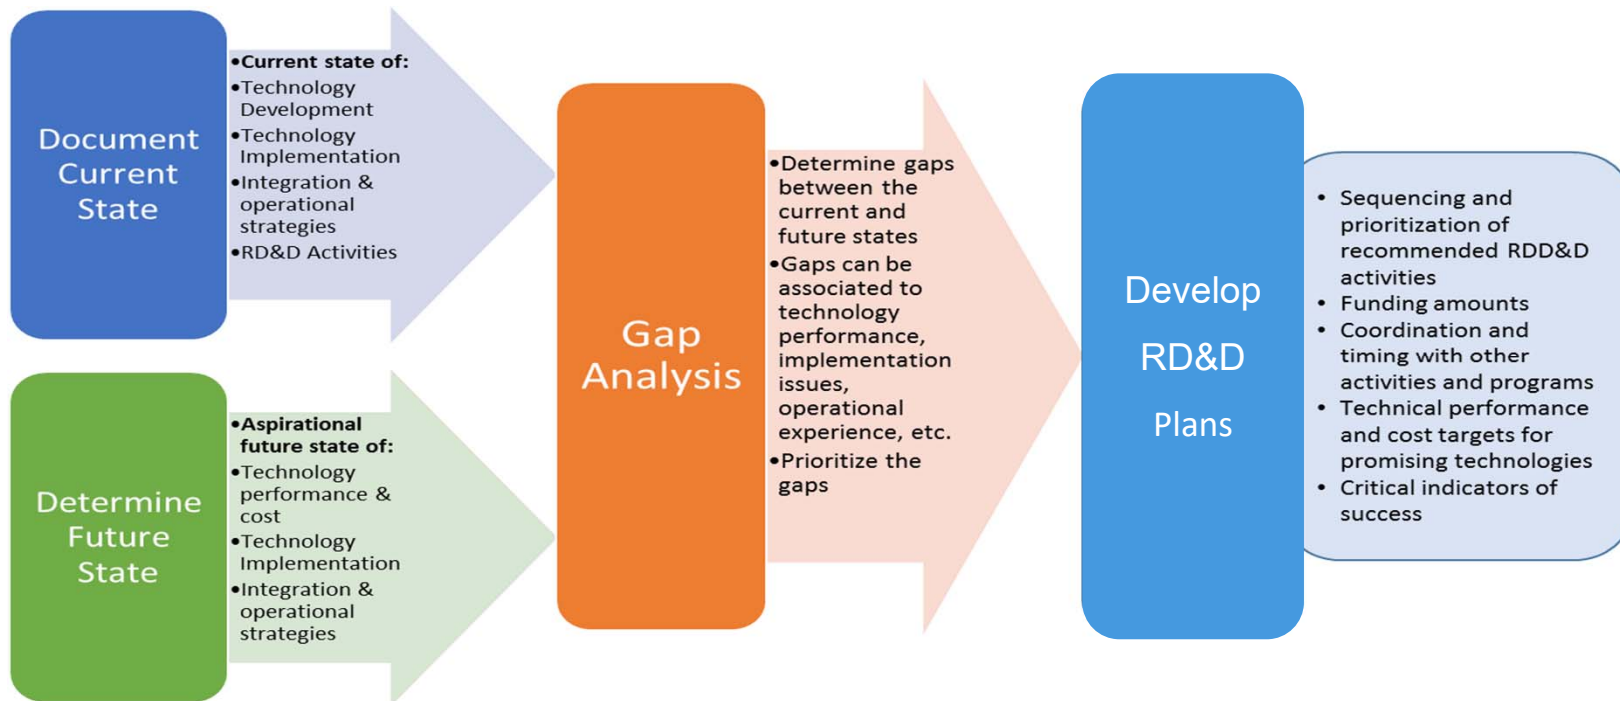 Document
Current
State
•Current state of:
•Technology
Development
•Technology
Implementation
•Integration &
operational
strategies
•RD&D Activities
Determine
Future
State
•Aspirational
future state of:
•Technology
performance &
cost
•Technology
Implementation
•Integration &
operational
strategies
Gap
Analysis
•Determine gaps
between the
current and
future states
•Gaps can be
associated to
technology
performance,
implementation
issues,
operational
experience, etc.
•Prioritize the
gaps
Develop
RD&D
Plans
• Sequencing and
prioritization of
recommended RDD&D
activities
• Funding amounts
• Coordination and
timing with other
activities and programs
• Technical performance
and cost targets for
promising technologies
• Critical indicators of
success